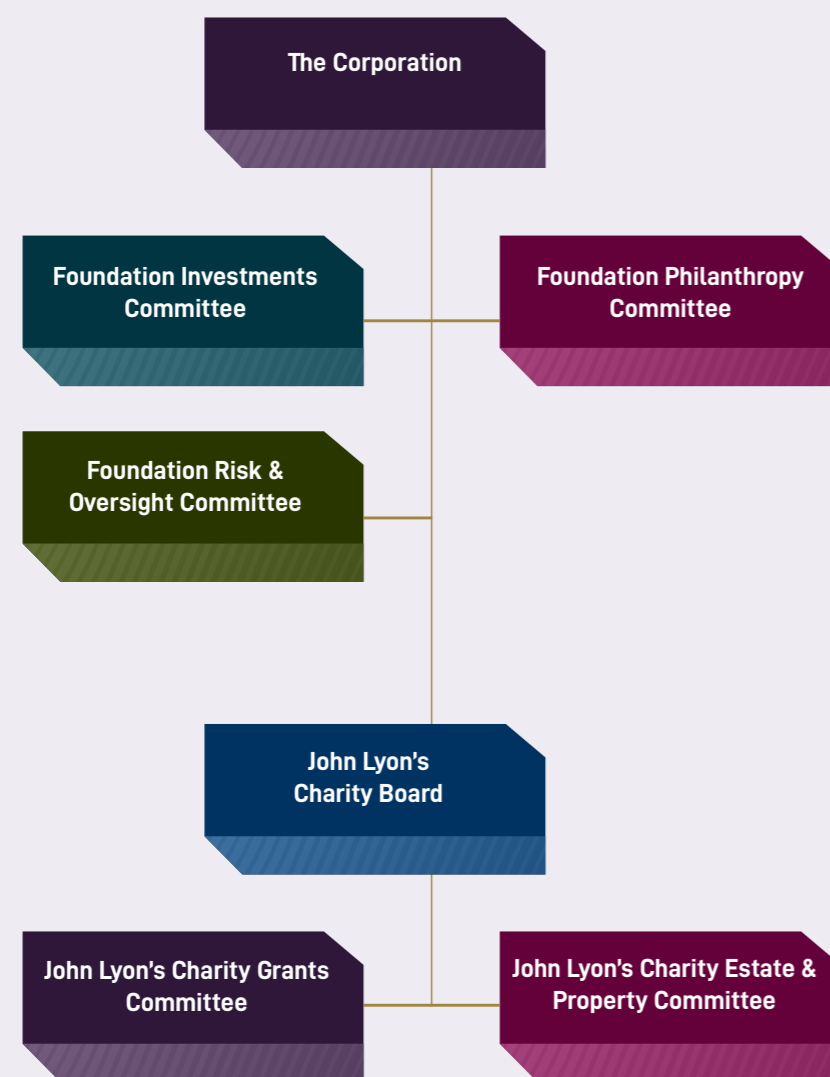 The Corporation
Foundation Investments
Committee
Foundation Philanthropy
Committee
Foundation Risk &
Oversight Committee
John Lyon's
Charity Board
John Lyon's Charity Grants
Committee
John Lyon's Charity Estate &
Property Committee